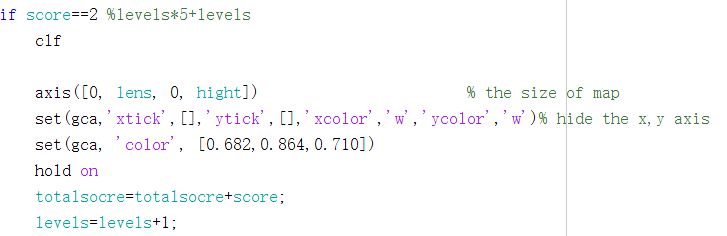 if score==2 %levels*5+levels
clf
axis([0, lens, 0, hight]) % the size of map
set(gca,'xtick',[],'ytick',[],'xcolor','w','ycolor','w')% hide the x,y axis
set(gca, 'color', [0.682,0.864,0.710])
hold on
totalsocre=totalsocre+score;
levels=levels+1;